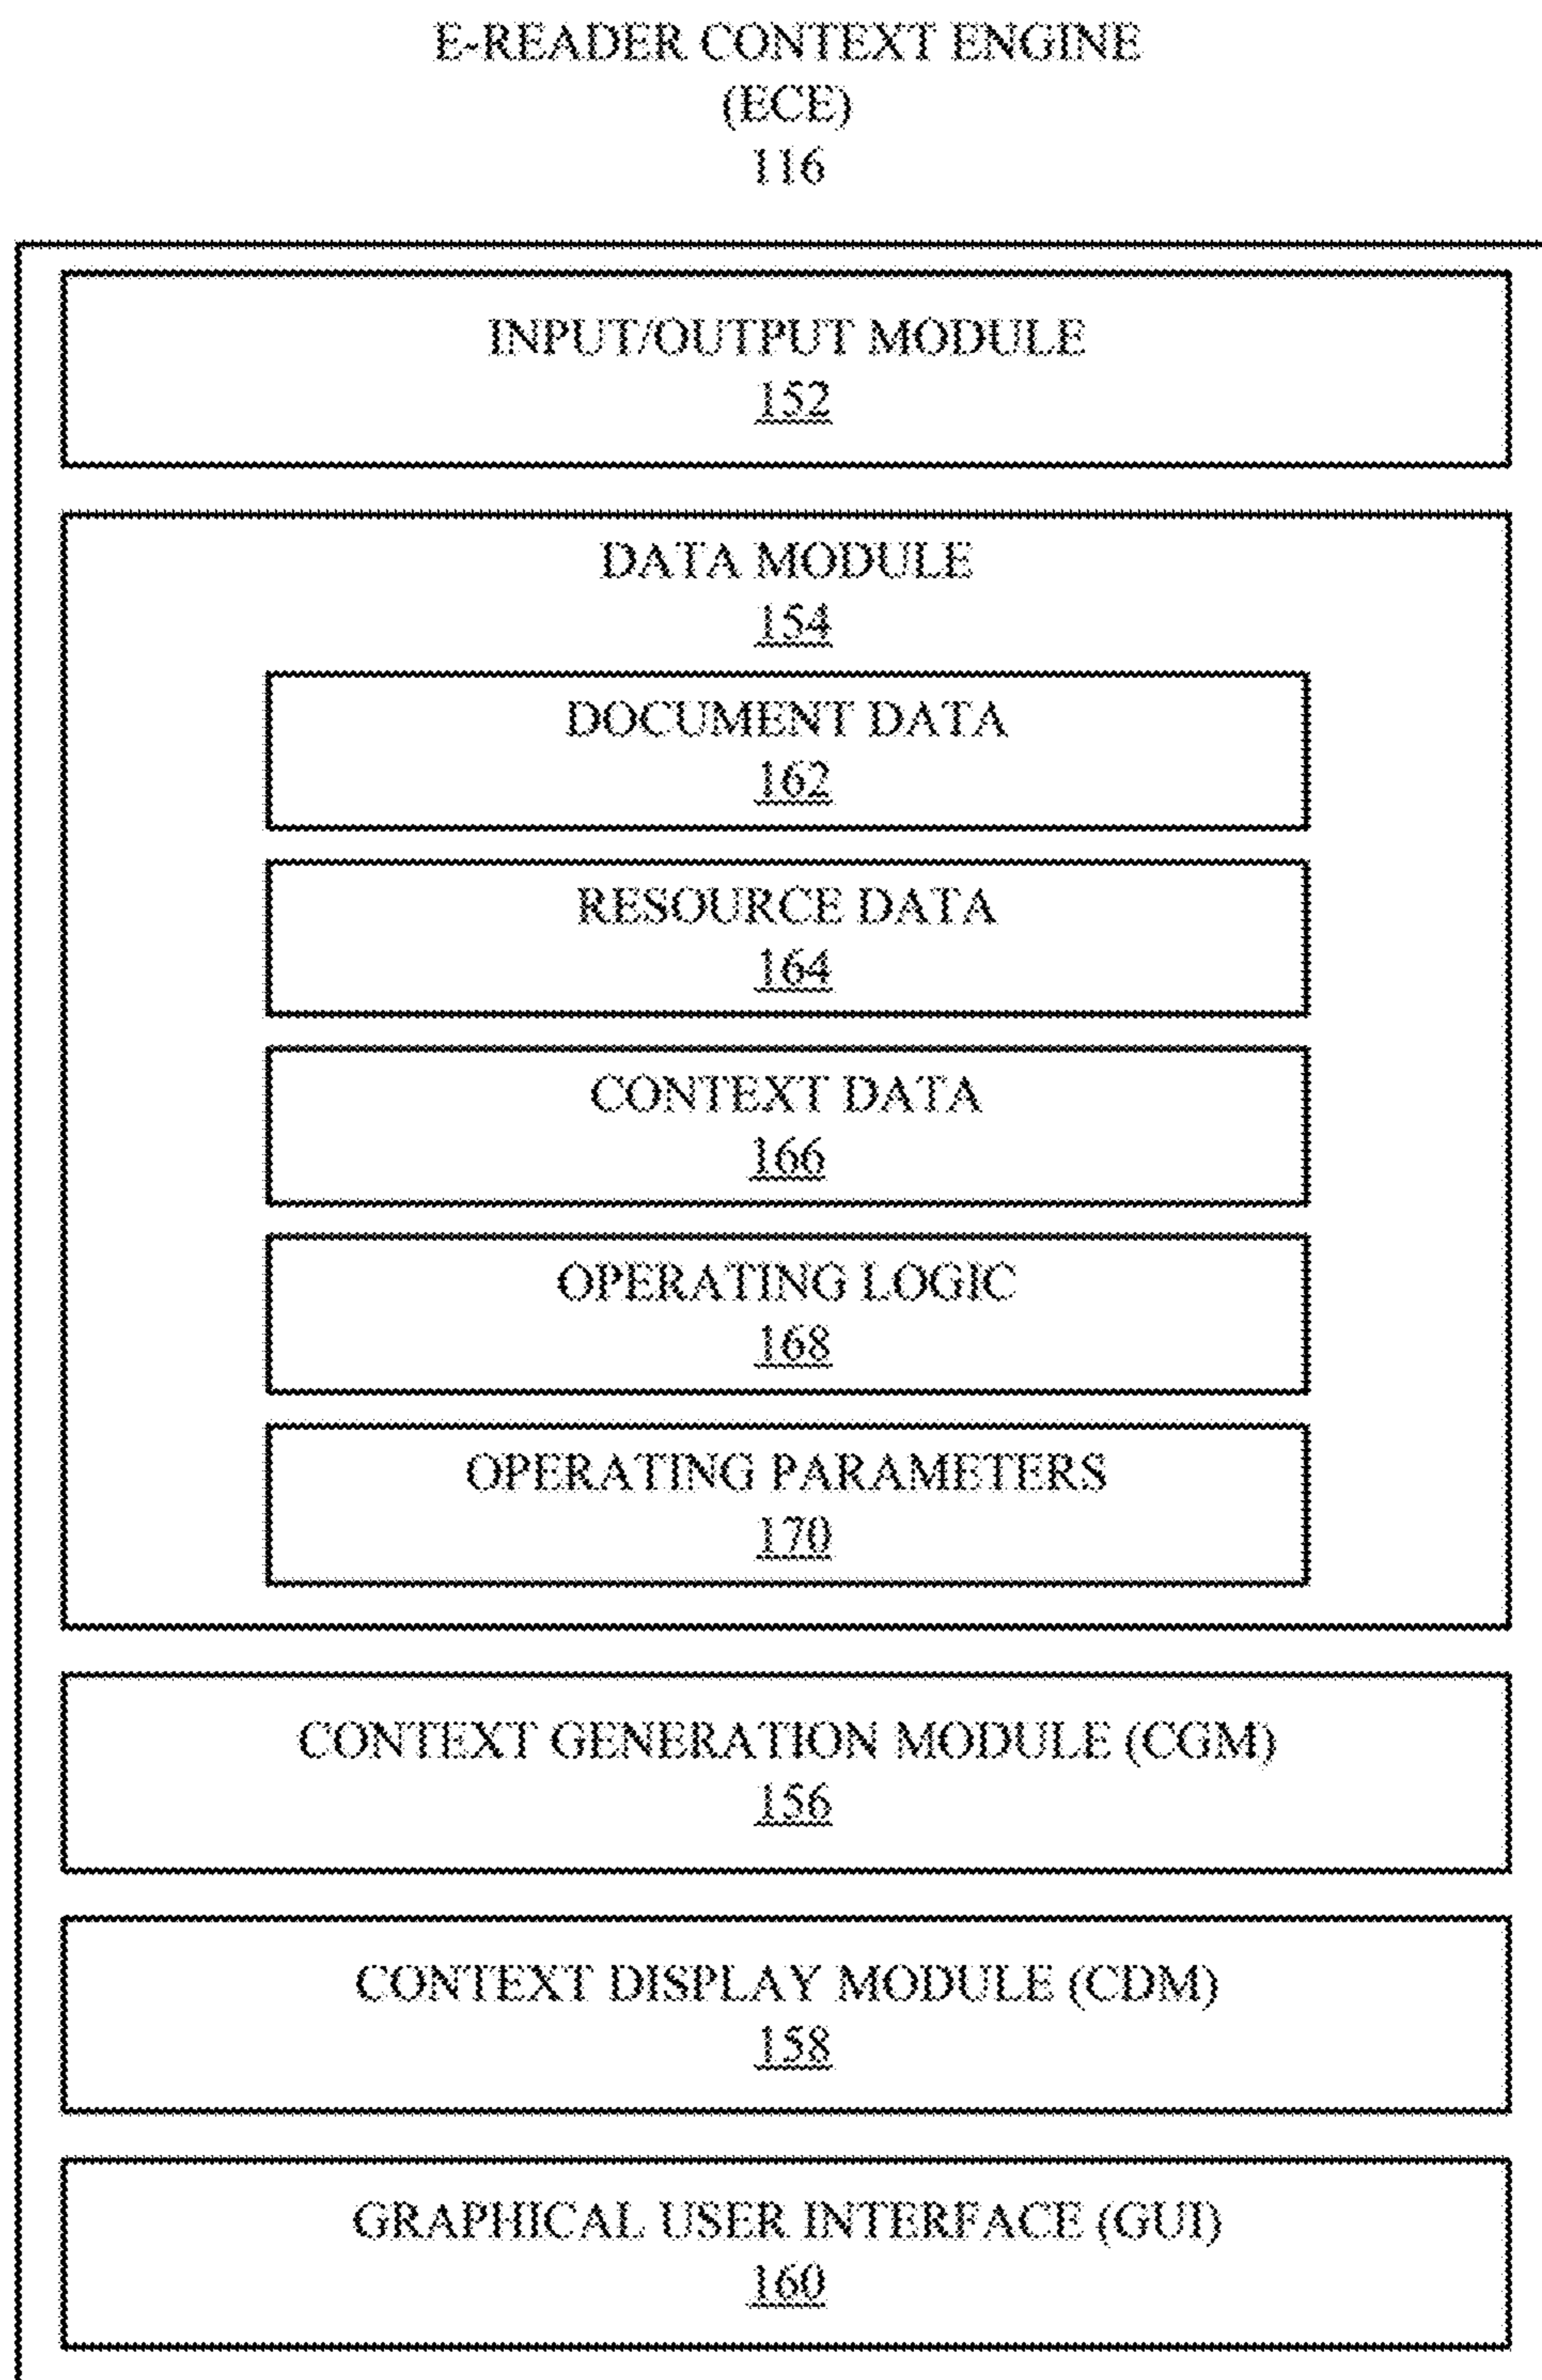 E-READER CONTEXT ENGINE
(ECE)
116
INPUT/OUTPUT MODULE
152
DATA MODULE
154
DOCUMENT DATA
162
RESOURCE DATA
164
CONTEXT DATA
166
OPERATING LOGIC
168
OPERATING PARAMETERS
170
CONTEXT GENERATION MODULE (CGM)
156
CONTEXT DISPLAY MODULE (CDM)
158
GRAPHICAL USER INTERFACE (GUI)
160